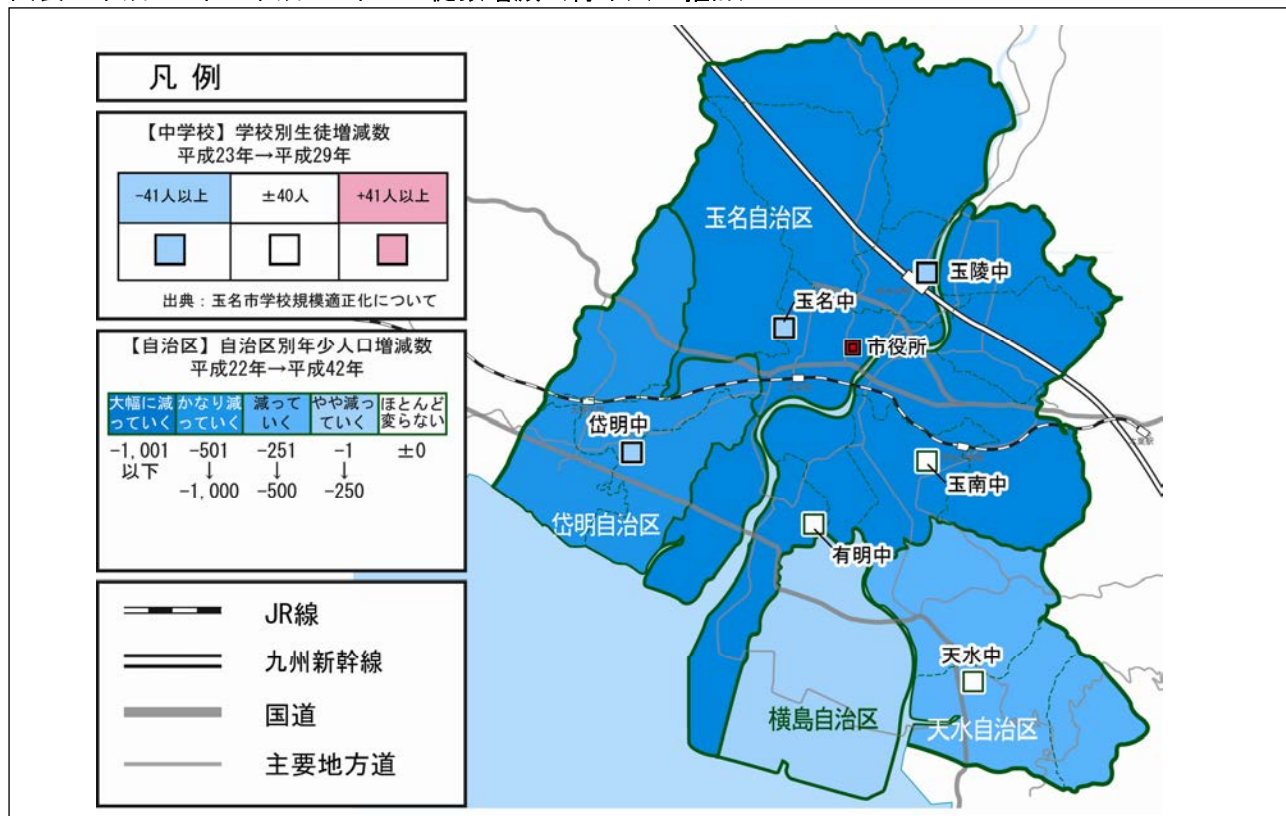 凡 例
【中学校】学校別生徒増減数
平成23年→平成29年
-41人以上 ±40人 +41人以上
出典：玉名市学校規模適正化について
【自治区】自治区別年少人口増減数
平成22年→平成42年
大幅に減 かなり減 減って やや減っ ほとんど
っていく っていく いく ていく 変らない
-1,001 -501 -251 -1 ±0
以下 ↓ ↓ ↓
-1,000 -500 -250
JR線
九州新幹線
国道
主要地方道
玉名自治区
玉陵中
玉名中
市役所
岱明中
玉南中
岱明自治区
有明中
天水中
横島自治区
天水自治区